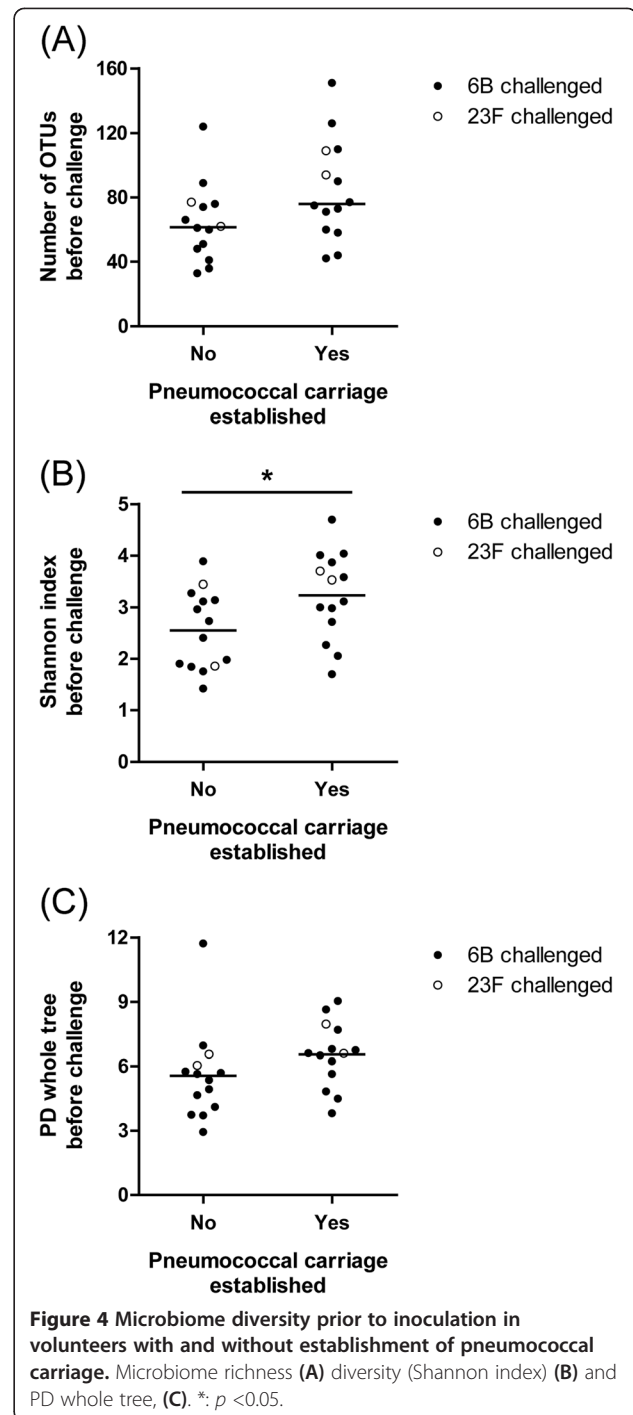 (A)
160
120
80
40
0
Number of OTUs
before challenge
No
Yes
Pneumococcal carriage
established
6B challenged
23F challenged
(B)
*
5
4
3
2
1
0
Shannon index
before challenge
No
Yes
Pneumococcal carriage
established
6B challenged
23F challenged
(C)
12
9
6
3
0
PD whole tree
before challenge
No
Yes
Pneumococcal carriage
established
6B challenged
23F challenged
Figure 4 Microbiome diversity prior to inoculation in
volunteers with and without establishment of pneumococcal
carriage. Microbiome richness (A) diversity (Shannon index) (B) and
PD whole tree, (C). *: p <0.05.